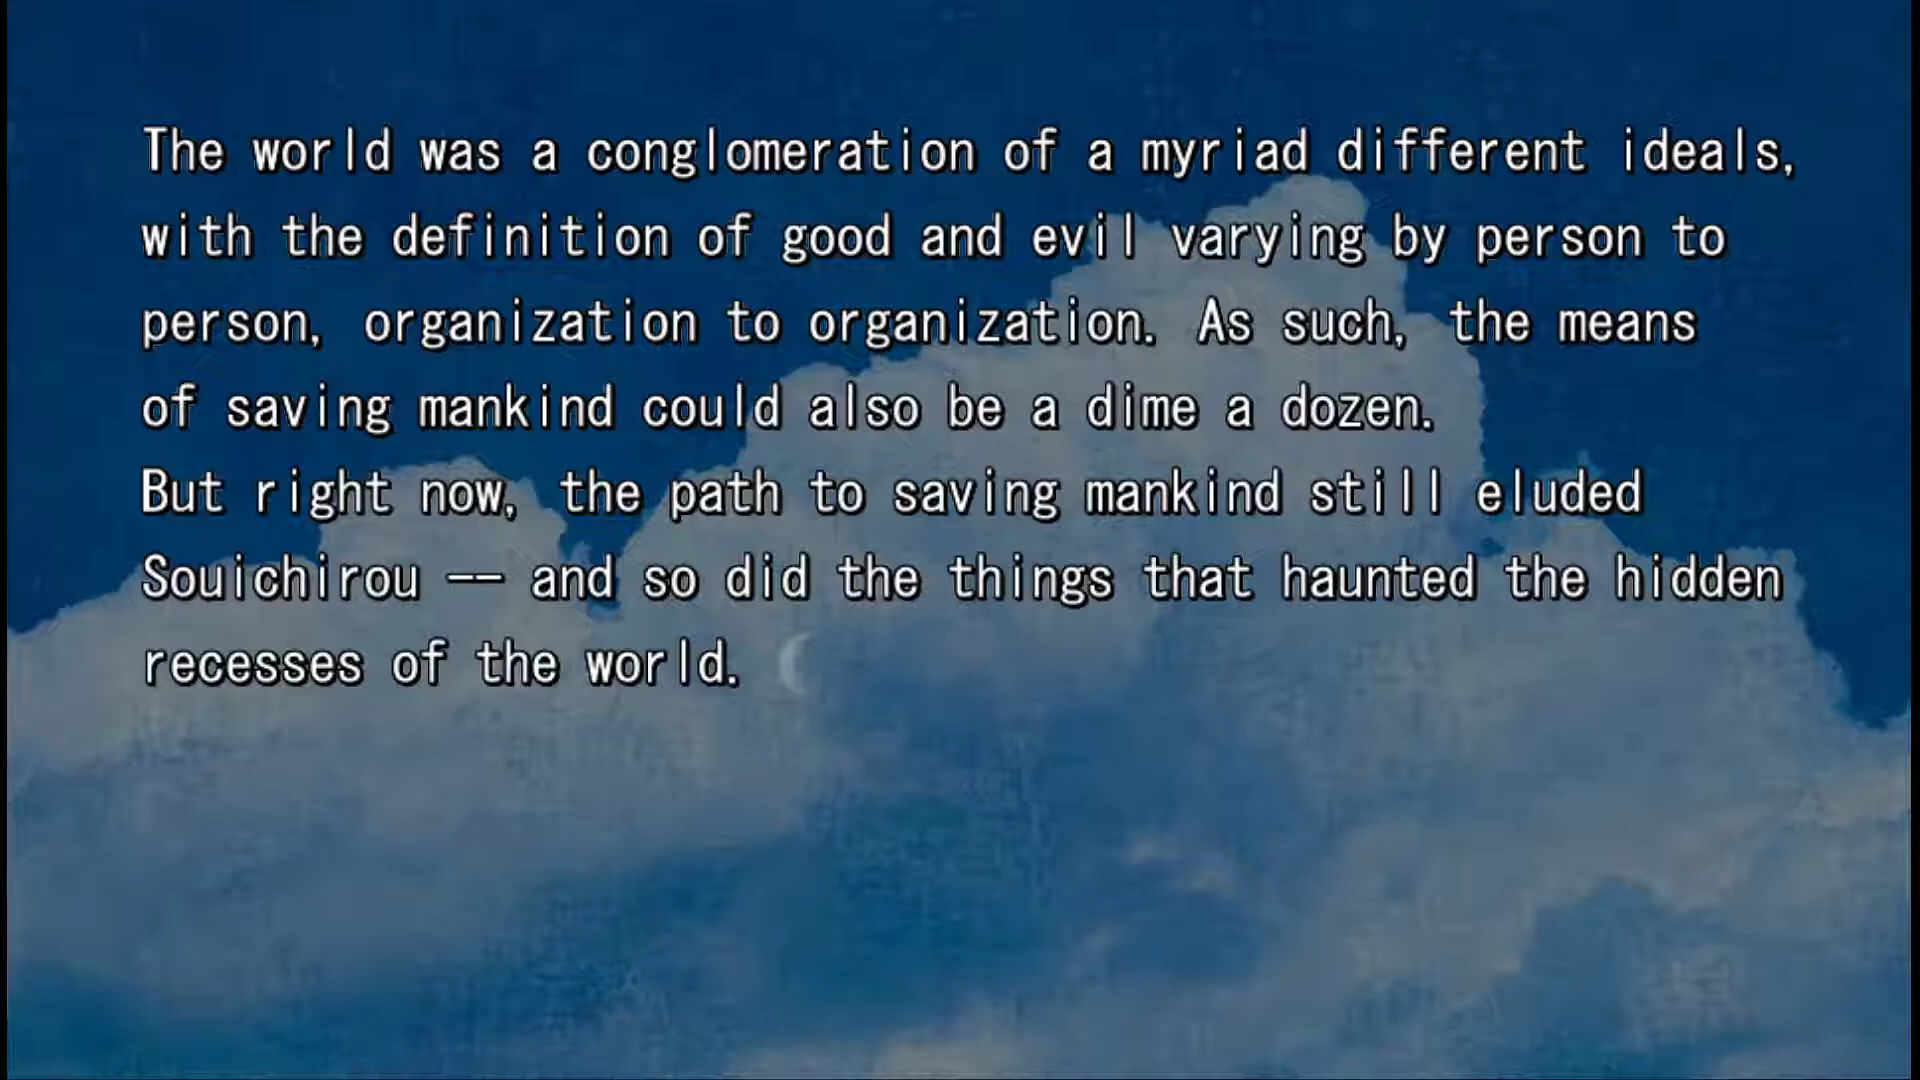 The world was a conglomeration of a myriad different ideals,
with the definition of good and evil varying by person to
person, organization to organization. As such, the means
of saving mankind could also be a dime a dozen.
But right now, the path to saving mankind still eluded
Souichirou -- and so did the things that haunted the hidden
recesses of the world.